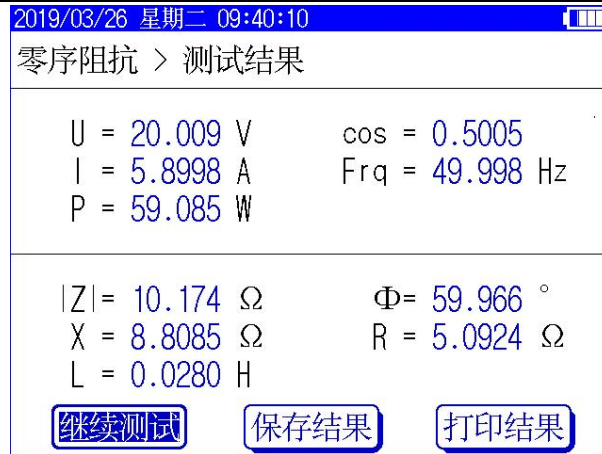 2019/03/26 星期二 09:40:10
零序阻抗 > 测试结果
U = 20.009 V cos = 0.5005
I = 5.8998 A Frq = 49.998 Hz
P = 59.085 W
|Z|= 10.174 Ω Φ= 59.966 °
X = 8.8085 Ω R = 5.0924 Ω
L = 0.0280 H
继续测试 保存结果 打印结果